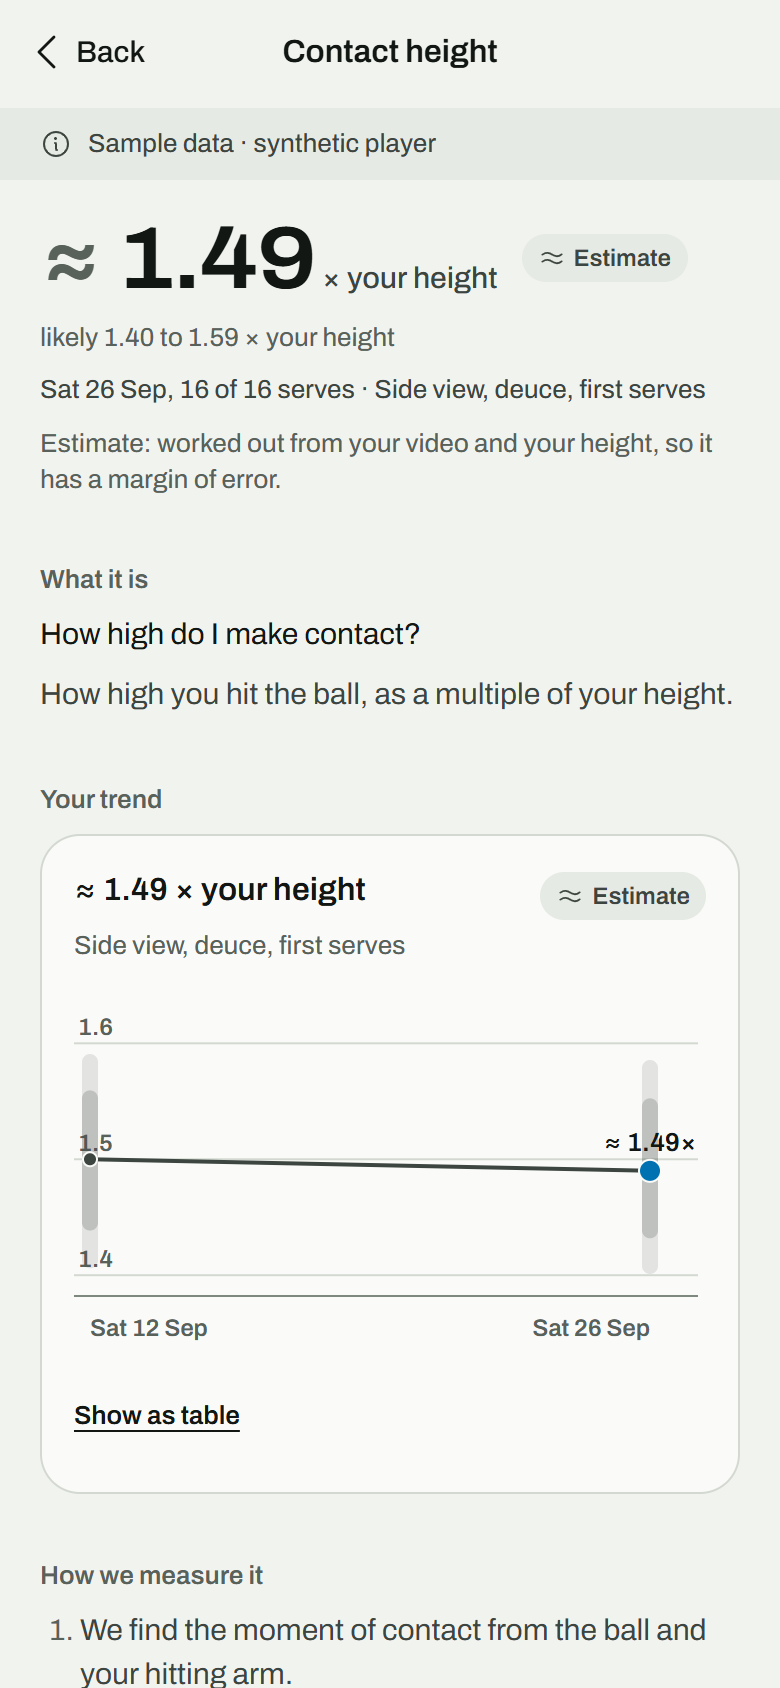 Back
Contact height
Sample data · synthetic player
≈ 1.49 × your height
≈ Estimate
likely 1.40 to 1.59 × your height
Sat 26 Sep, 16 of 16 serves · Side view, deuce, first serves
Estimate: worked out from your video and your height, so it
has a margin of error.
What it is
How high do I make contact?
How high you hit the ball, as a multiple of your height.
Your trend
≈ 1.49 × your height
≈ Estimate
Side view, deuce, first serves
1.6
1.5
≈ 1.49×
1.4
Sat 12 Sep
Sat 26 Sep
Show as table
How we measure it
1. We find the moment of contact from the ball and
your hitting arm.